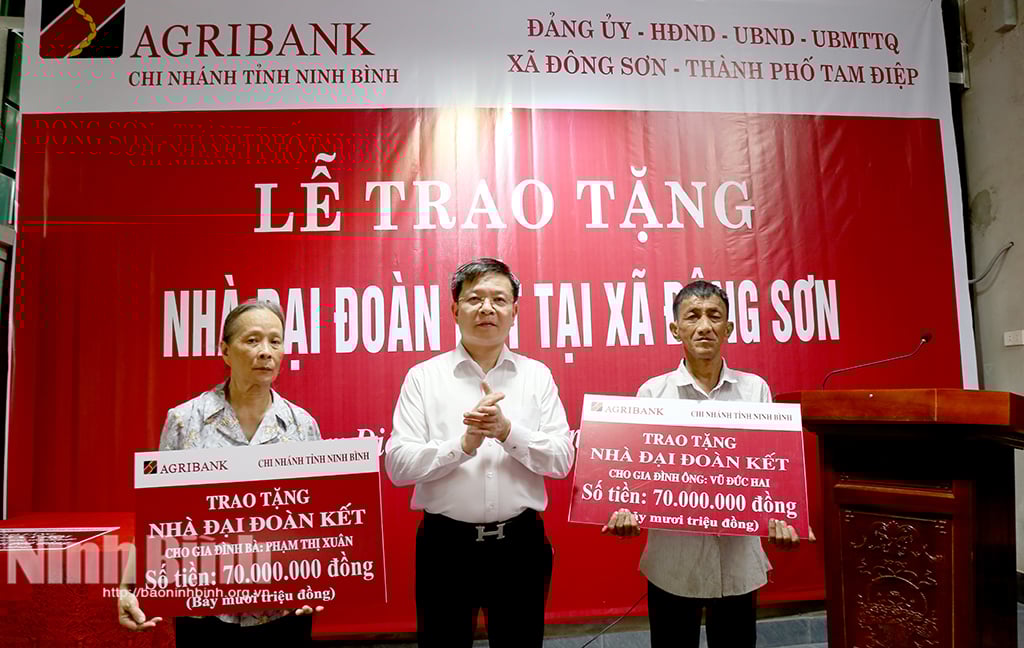 AGRIBANK
CHI NHÁNH TỈNH NINH BÌNH
ĐẢNG ỦY - HĐND - UBND - UBMTTQ
XÃ ĐÔNG SƠN - THÀNH PHỐ TAM ĐIỆP
LỄ TRAO TẶNG
NHÀ ĐẠI ĐOÀN TẠI XÃ ĐÔNG SƠN
AGRIBANK
CHI NHÁNH TỈNH NINH BÌNH
TRAO TẶNG
NHÀ ĐẠI ĐOÀN KẾT
CHO GIA ĐÌNH BÀ: PHẠM THỊ XUÂN
Số tiền: 70.000.000 đồng
(Bảy mươi triệu đồng)
AGRIBANK
CHI NHÁNH TỈNH NINH BÌNH
TRAO TẶNG
NHÀ ĐẠI ĐOÀN KẾT
CHO GIA ĐÌNH ÔNG: VŨ ĐỨC HAI
Số tiền: 70.000.000 đồng
(Bảy mươi triệu đồng)
Ninh Bình
http://baoninhbinh.org.vn